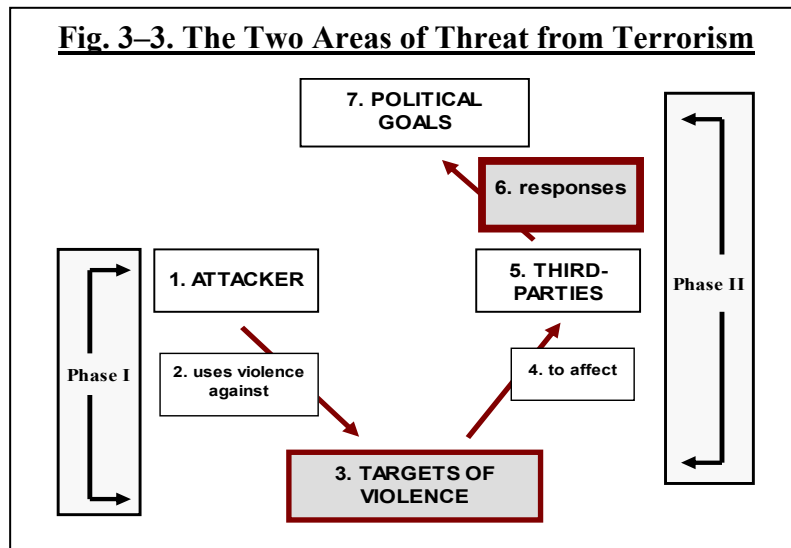 Fig. 3–3. The Two Areas of Threat from Terrorism
7. POLITICAL
GOALS
6. responses
1. ATTACKER
5. THIRD-
PARTIES
Phase II
Phase I
2. uses violence
against
4. to affect
3. TARGETS OF
VIOLENCE